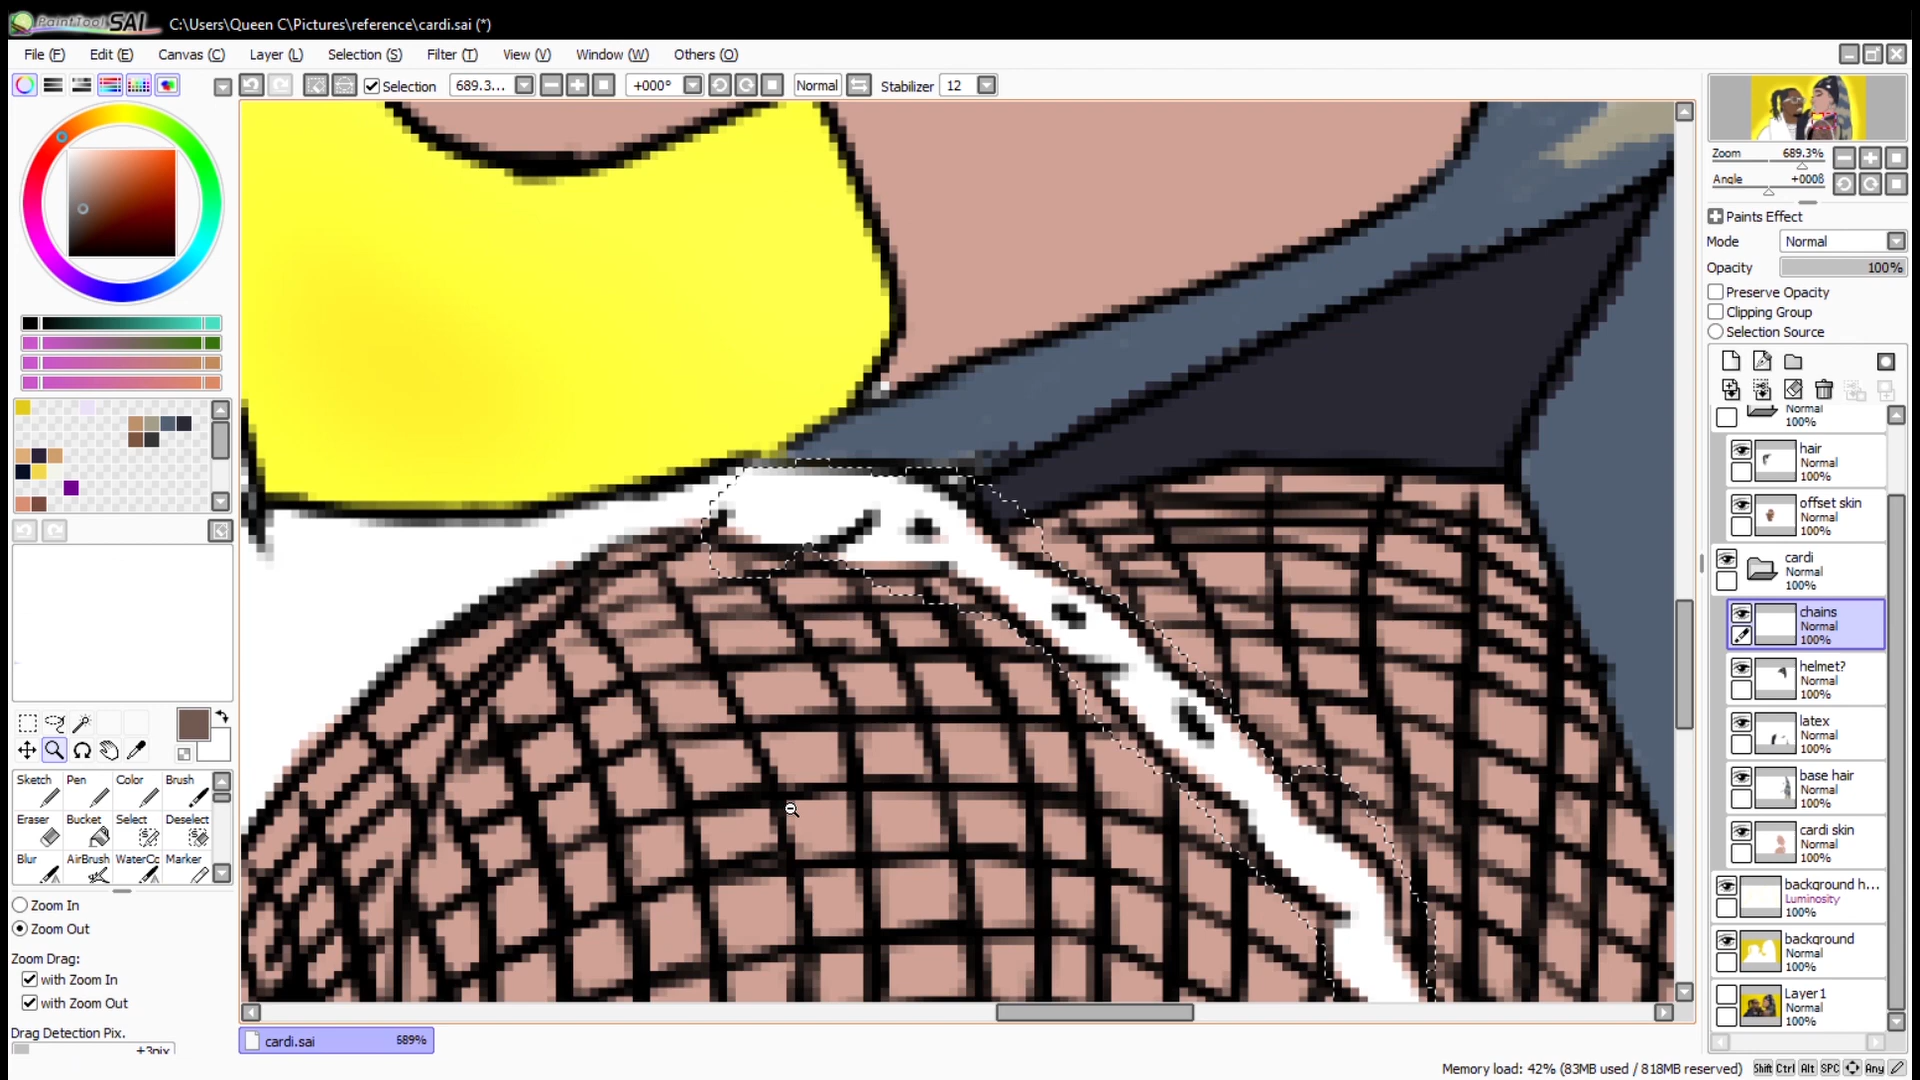 PaintTool SAI C:\Users\Queen C\Pictures\reference\cardi.sai (*)
File (F) Edit (E) Canvas (C) Layer (L) Selection (S) Filter (T) View (V) Window (W) Others (O)
Selection 689.3... +000° Normal Stabilizer 12
Zoom 689.3%
Angle +000ß
Paints Effect
Mode Normal
Opacity 100%
Preserve Opacity
Clipping Group
Selection Source
Normal
100%
hair
Normal
100%
offset skin
Normal
100%
cardi
Normal
100%
chains
Normal
100%
helmet?
Normal
100%
latex
Normal
100%
base hair
Normal
100%
cardi skin
Normal
100%
background h...
Luminosity
100%
background
Normal
100%
Layer1
Normal
100%
Sketch Pen Color Brush
Eraser Bucket Select Deselect
Blur AirBrush WaterCc Marker
Zoom In
Zoom Out
Zoom Drag:
with Zoom In
with Zoom Out
Drag Detection Pix.
+3pix
cardi.sai 689%
Memory load: 42% (83MB used / 818MB reserved) Shift Ctrl Alt SPC Any